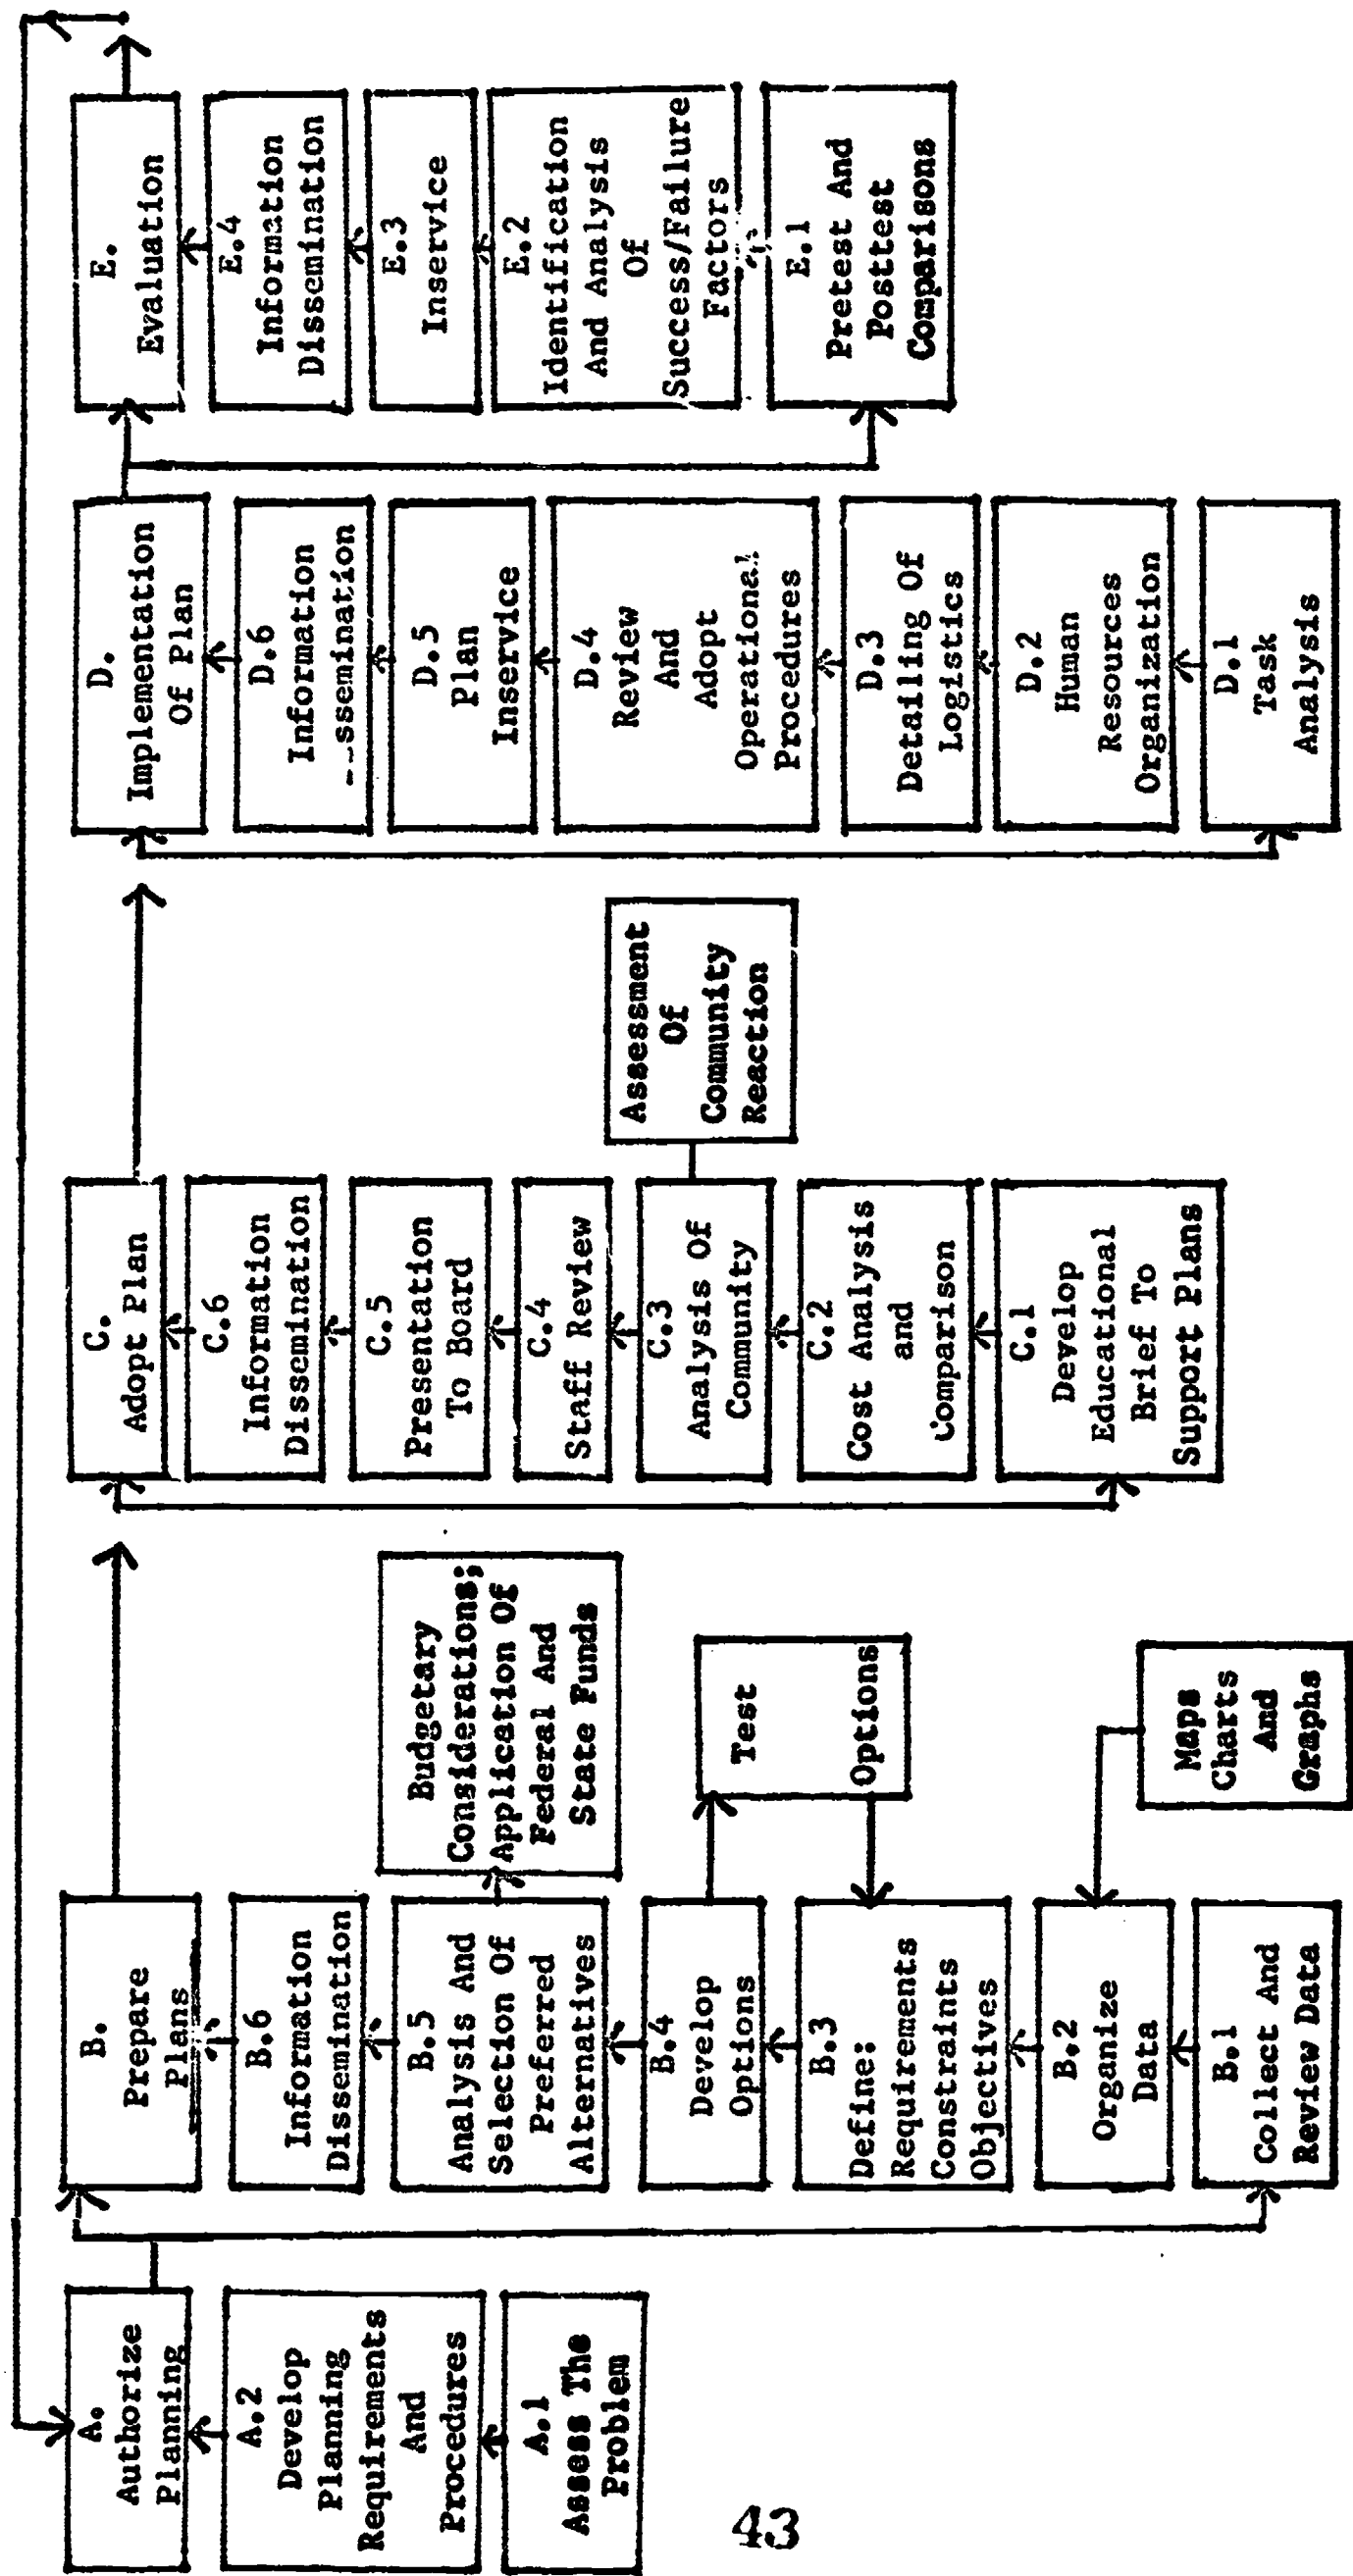 A.
Authorize
Planning
A.2
Develop
Planning
Requirements
And
Procedures
A.1
Assess The
Problem
B.
Prepare
Plans
B.6
Information
Dissemination
B.5
Analysis And
Selection Of
Preferred
Alternatives
Budgetary
Considerations;
Application Of
Federal And
State Funds
B.4
Develop
Options
Test
Options
B.3
Define:
Requirements
Constraints
Objectives
B.2
Organize
Data
Maps
Charts
And
Graphs
B.1
Collect And
Review Data
C.
Adopt Plan
C.6
Information
Dissemination
C.5
Presentation
To Board
C.4
Staff Review
C.3
Analysis Of
Community
Assessment
Of
Community
Reaction
C.2
Cost Analysis
and
Comparison
C.1
Develop
Educational
Brief To
Support Plans
D.
Implementation
Of Plan
D.6
Information
ssemination
D.5
Plan
Inservice
D.4
Review
And
Adopt
Operational
Procedures
D.3
Detailing Of
Logistics
D.2
Human
Resources
Organization
D.1
Task
Analysis
E.
Evaluation
E.4
Information
Dissemination
E.3
Inservice
E.2
Identification
And Analysis
Of
Success/Failure
Factors
E.1
Pretest And
Posttest
Comparisons
43